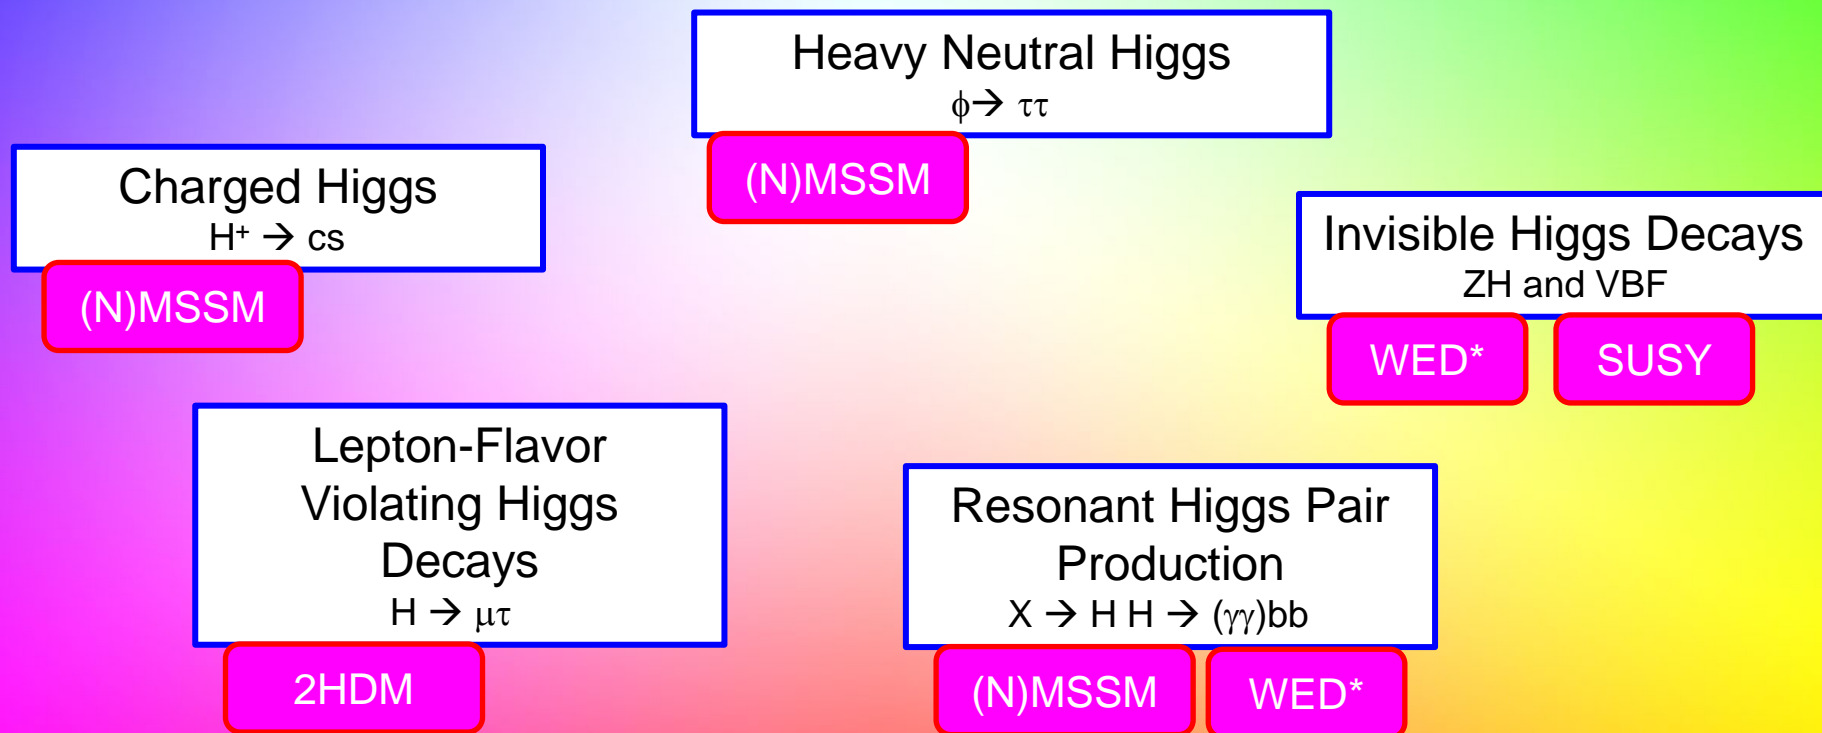 Heavy Neutral Higgs
ϕ→ ττ
(N)MSSM
Charged Higgs
H⁺ → cs
(N)MSSM
Invisible Higgs Decays
ZH and VBF
WED*
SUSY
Lepton-Flavor
Violating Higgs
Decays
H → μτ
2HDM
Resonant Higgs Pair
Production
X → H H → (γγ)bb
(N)MSSM
WED*